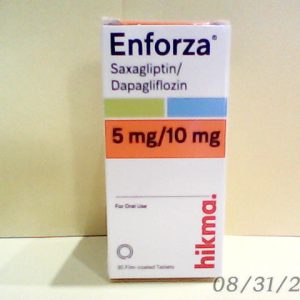 Enforza®
Saxagliptin/
Dapagliflozin
5 mg/10 mg
For Oral Use
hikma.
30 Film-coated Tablets
08/31/2